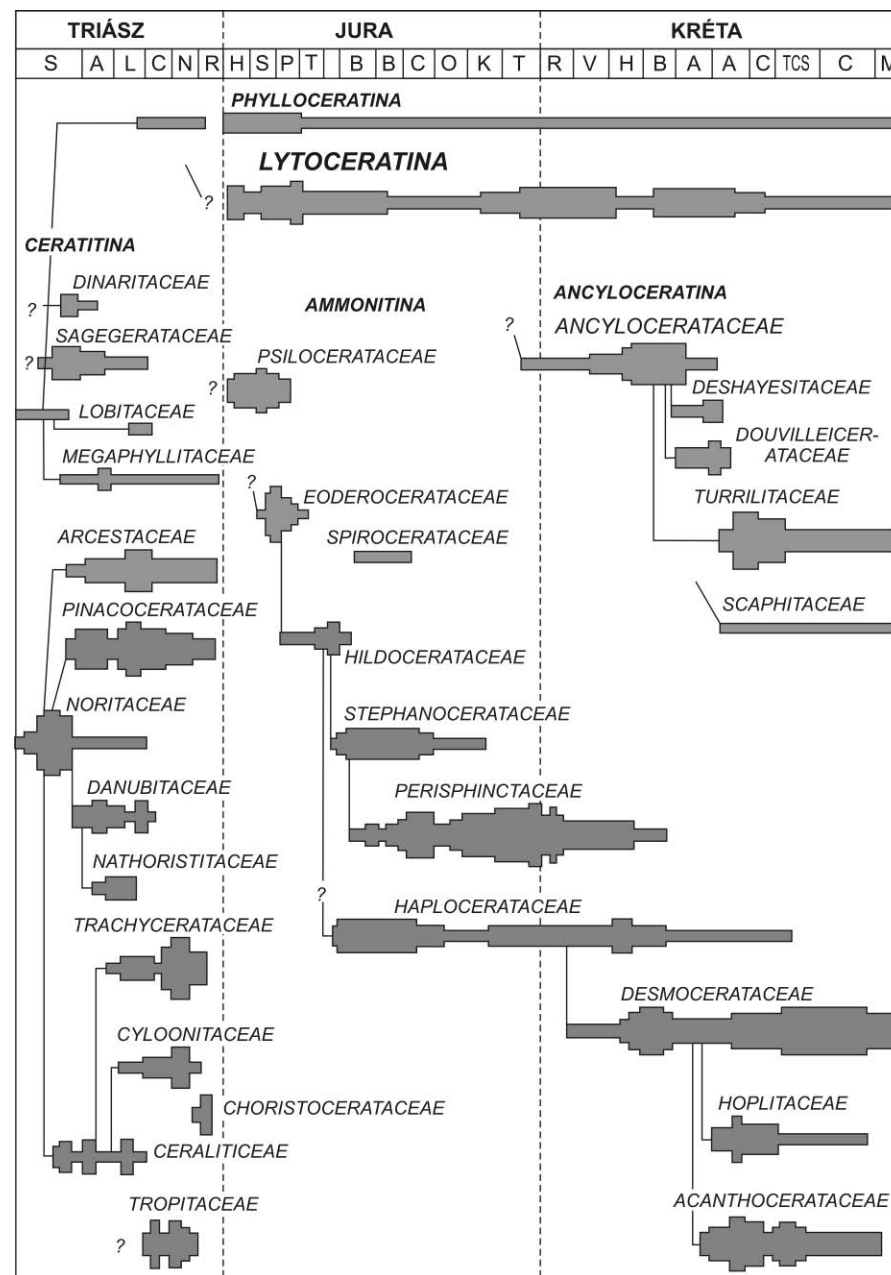 TRIÁSZ JURA KRÉTA
S A L C N R H S P T B B C O K T R V H B A A C TCS C M
PHYLLOCERATINA
LYTOCERATINA
?
CERATITINA
DINARITACEAE
?
AMMONITINA
ANCYLOCERATINA
SAGEGERATACEAE
?
PSILOCERATACEAE
?
?
ANCYLOCERATACEAE
DESHAYESITACEAE
LOBITACEAE
DOUVILLEICER-
ATACEAE
MEGAPHYLLITACEAE
?
EODEROCERATACEAE
TURRILITACEAE
ARCESTACEAE
SPIROCERATACEAE
SCAPHITACEAE
PINACOCERATACEAE
HILDOCERATACEAE
NORITACEAE
STEPHANOCERATACEAE
DANUBITACEAE
PERISPHINCTACEAE
NATHORISTITACEAE
?
HAPLOCERATACEAE
TRACHYCERATACEAE
DESMOCERATACEAE
CYLOONITACEAE
CHORISTOCERATACEAE
HOPLITACEAE
CERALITICEAE
TROPITACEAE
?
ACANTHOCERATACEAE